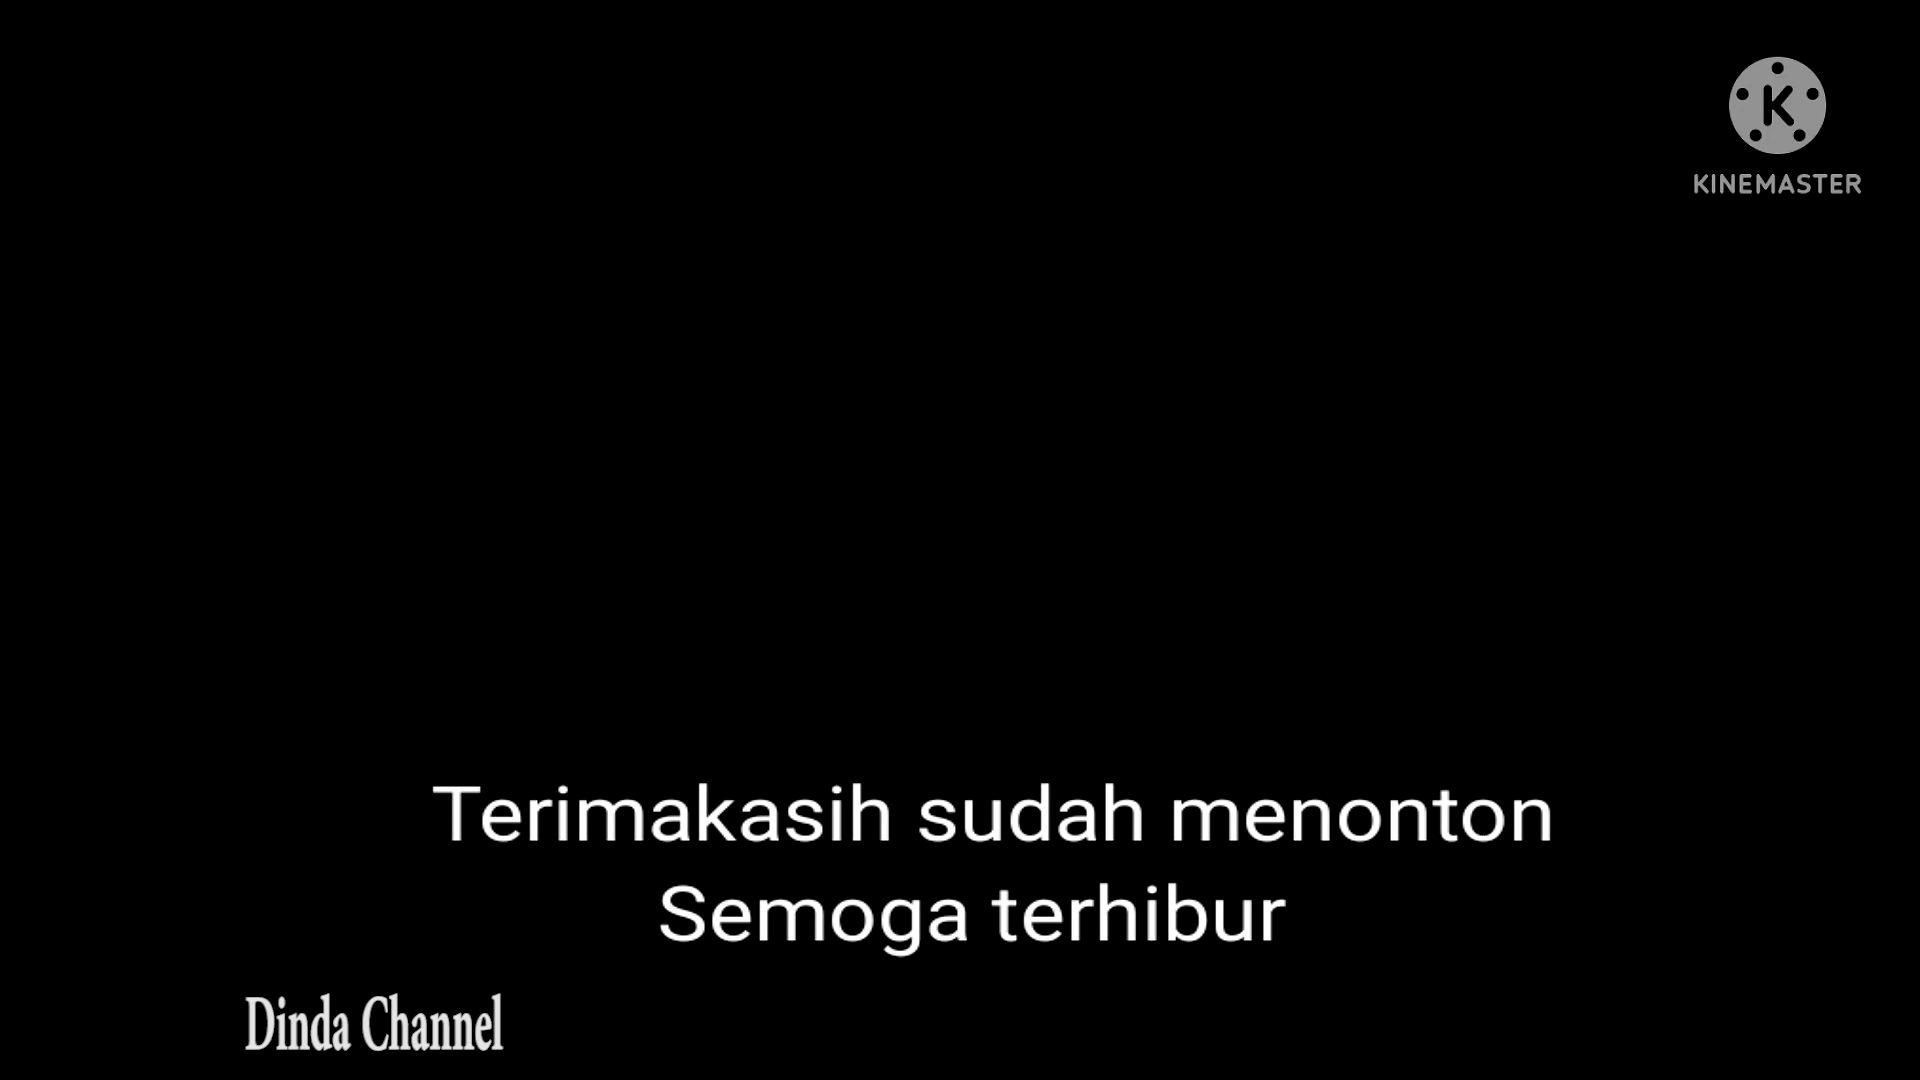 K
KINEMASTER
Terimakasih sudah menonton
Semoga terhibur
Dinda Channel